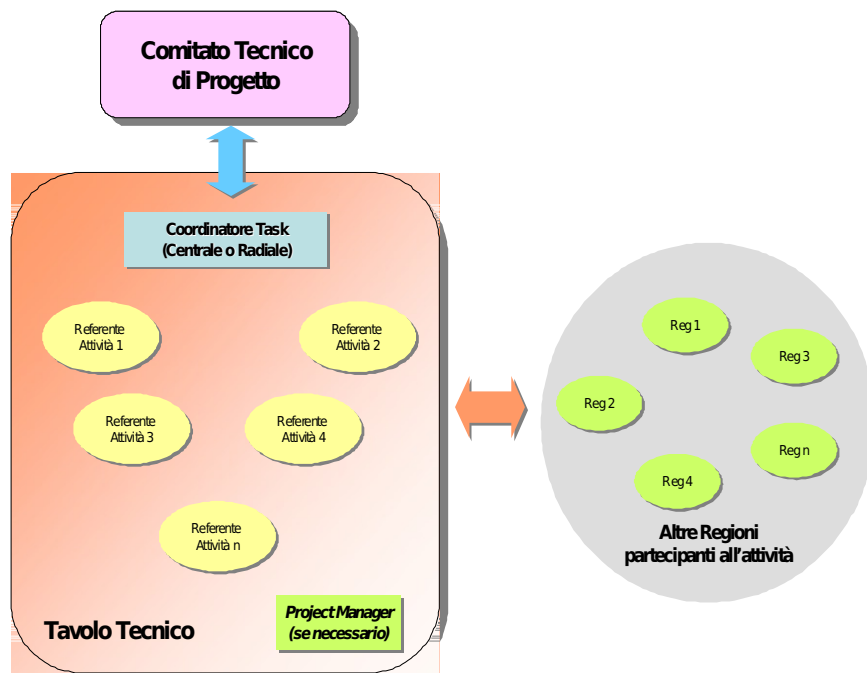 Comitato Tecnico
di Progetto
Coordinatore Task
(Centrale o Radiale)
Referente
Attività 1
Referente
Attività 2
Referente
Attività 3
Referente
Attività 4
Referente
Attività n
Project Manager
(se necessario)
Tavolo Tecnico
Reg 1
Reg 3
Reg 2
Reg n
Reg 4
Altre Regioni
partecipanti all'attività